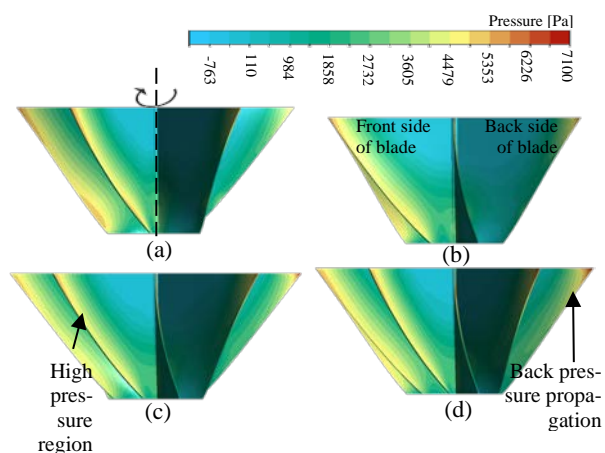 Pressure [Pa]
-763
110
984
1858
2732
3605
4479
5353
6226
7100
Front side
of blade
Back side
of blade
(a)
(b)
High
pres-
sure
region
(c)
Back pres-
sure propa-
gation
(d)